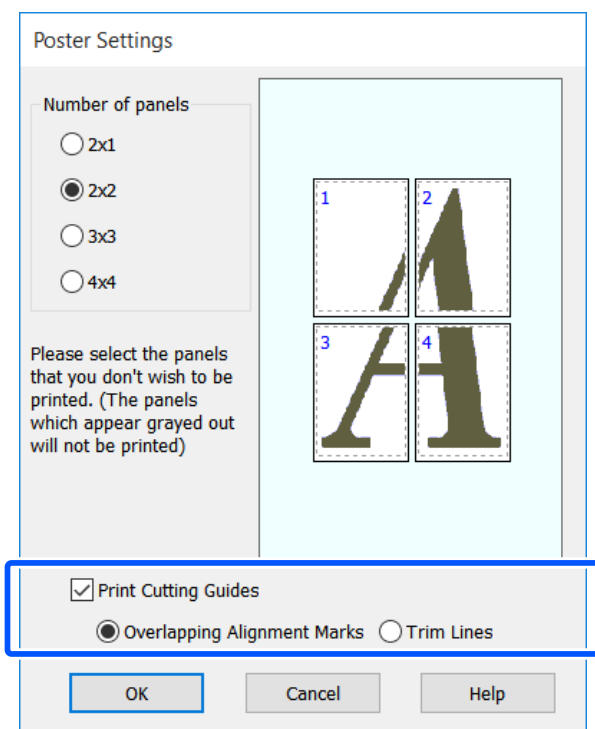 Poster Settings
Number of panels
2x1
2x2
3x3
4x4
1
2
3
4
Please select the panels
that you don't wish to be
printed. (The panels
which appear grayed out
will not be printed)
Print Cutting Guides
Overlapping Alignment Marks Trim Lines
OK Cancel Help